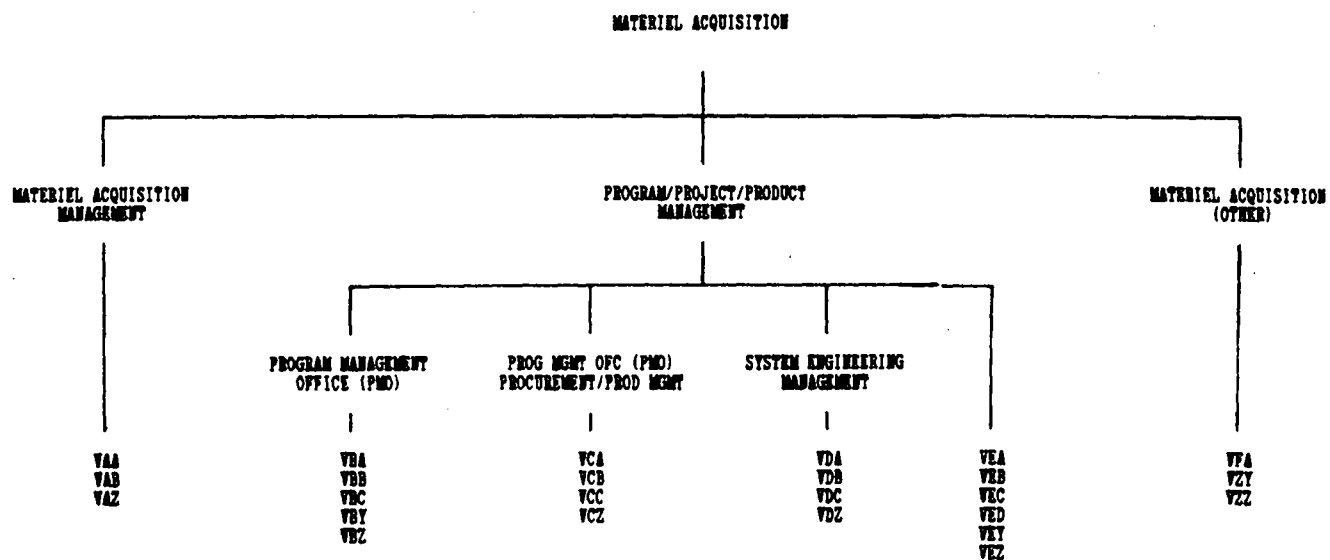 MATERIEL ACQUISITION
MATERIEL ACQUISITION
MANAGEMENT
PROGRAM/PROJECT/PRODUCT
MANAGEMENT
MATERIEL ACQUISITION
(OTHER)
PROGRAM MANAGEMENT
OFFICE (PMO)
PROG MGMT OFC (PMO)
PROCUREMENT/PROD MGMT
SYSTEM ENGINEERING
MANAGEMENT
VAA
VAB
VAZ
VBA
VBB
VBC
VBY
VBZ
VCA
VCB
VCC
VCZ
VDA
VDB
VDC
VDZ
VEA
VEB
VEC
VED
VEY
VEZ
VFA
VZY
VZZ